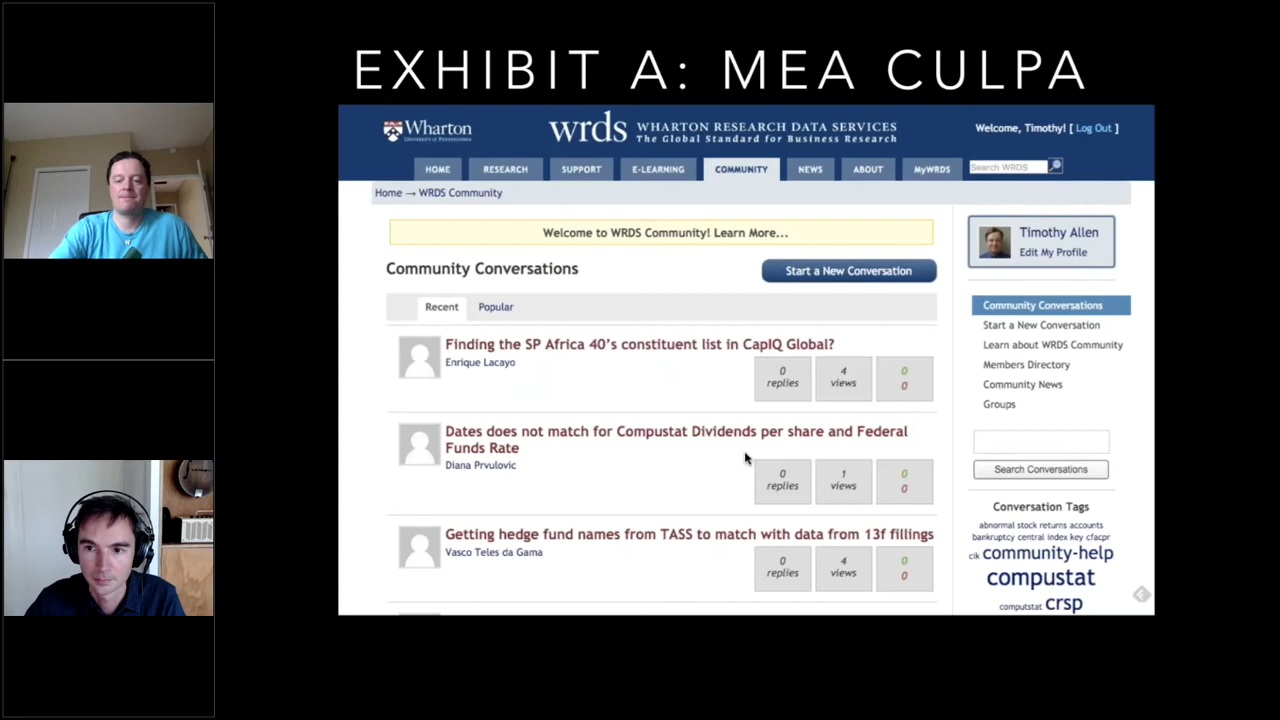 EXHIBIT A: MEA CULPA
Wharton
UNIVERSITY of PENNSYLVANIA
wrds WHARTON RESEARCH DATA SERVICES
The Global Standard for Business Research
Welcome, Timothy! [ Log Out ]
HOME RESEARCH SUPPORT E-LEARNING COMMUNITY NEWS ABOUT MyWRDS Search WRDS
Home → WRDS Community
Welcome to WRDS Community! Learn More...
Community Conversations
Start a New Conversation
Recent Popular
Finding the SP Africa 40's constituent list in CapIQ Global?
Enrique Lacayo
0 4 0
replies views 0
Dates does not match for Compustat Dividends per share and Federal
Funds Rate
Diana Prvulovic
0 1 0
replies views 0
Getting hedge fund names from TASS to match with data from 13f fillings
Vasco Teles da Gama
0 4 0
replies views 0
Timothy Allen
Edit My Profile
Community Conversations
Start a New Conversation
Learn about WRDS Community
Members Directory
Community News
Groups
Search Conversations
Conversation Tags
abnormal stock returns accounts
bankruptcy central index key cfacpr
cik community-help
compustat
computstat crsp